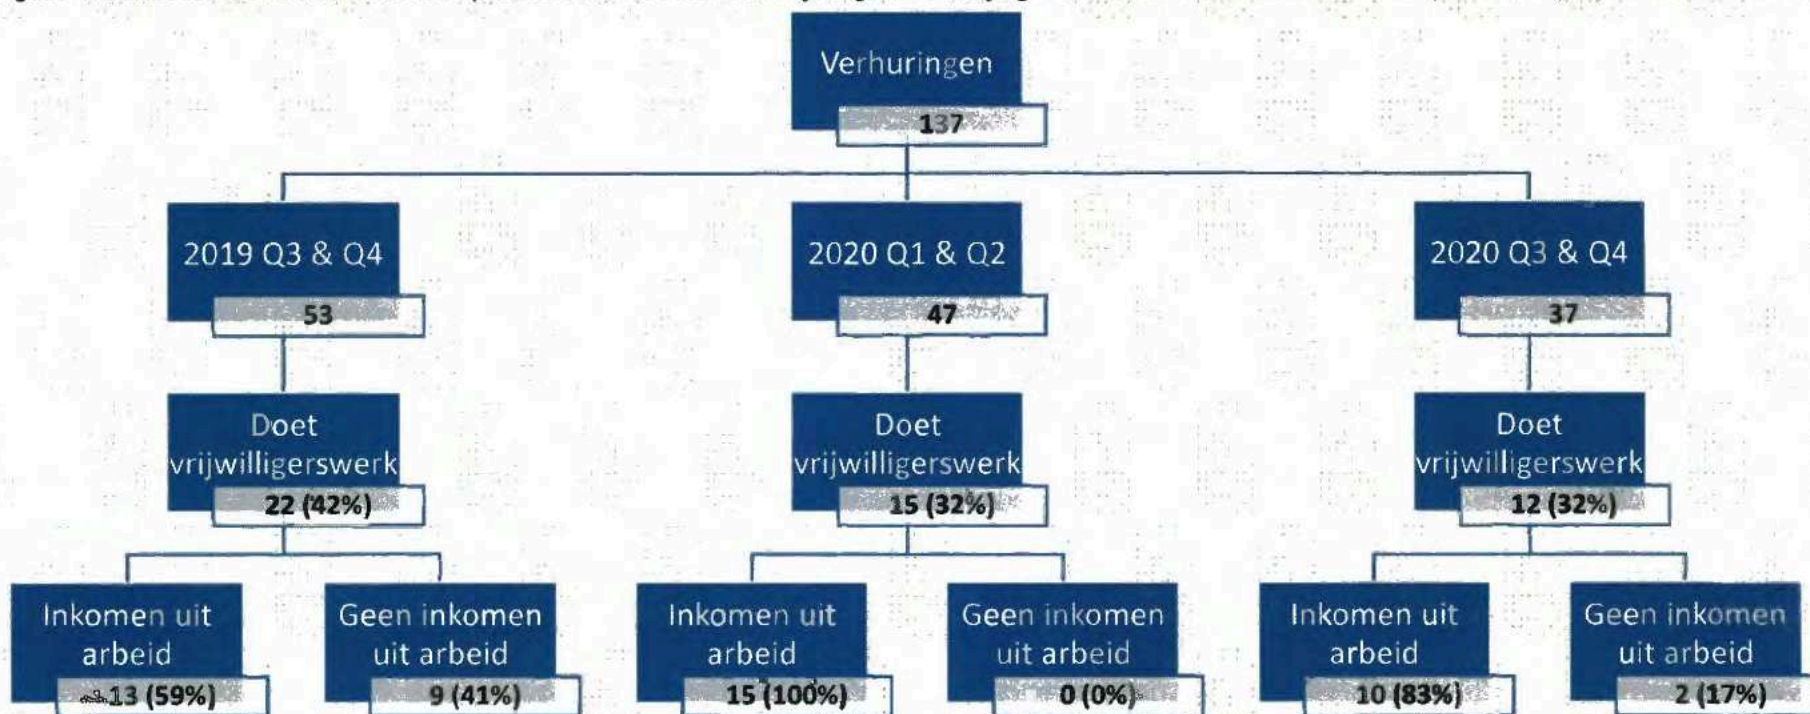 Verhuringen
137
2019 Q3 & Q4
53
2020 Q1 & Q2
47
2020 Q3 & Q4
37
Doet
vrijwilligerswerk
22 (42%)
Doet
vrijwilligerswerk
15 (32%)
Doet
vrijwilligerswerk
12 (32%)
Inkomen uit
arbeid
13 (59%)
Geen inkomen
uit arbeid
9 (41%)
Inkomen uit
arbeid
15 (100%)
Geen inkomen
uit arbeid
0 (0%)
Inkomen uit
arbeid
10 (83%)
Geen inkomen
uit arbeid
2 (17%)